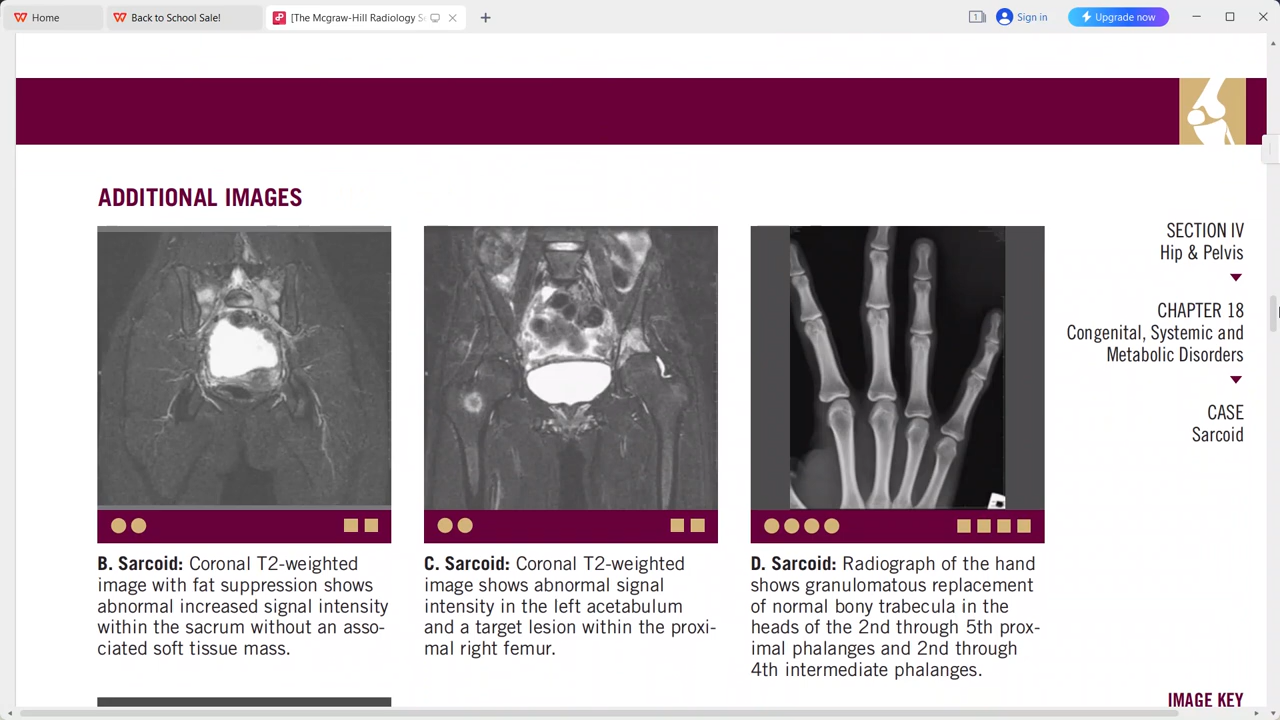 Home
Back to School Sale!
[The Mcgraw-Hill Radiology S
1
Sign in
Upgrade now
ADDITIONAL IMAGES
SECTION IV
Hip & Pelvis
CHAPTER 18
Congenital, Systemic and
Metabolic Disorders
CASE
Sarcoid
B. Sarcoid: Coronal T2-weighted
image with fat suppression shows
abnormal increased signal intensity
within the sacrum without an asso-
ciated soft tissue mass.
C. Sarcoid: Coronal T2-weighted
image shows abnormal signal
intensity in the left acetabulum
and a target lesion within the proxi-
mal right femur.
D. Sarcoid: Radiograph of the hand
shows granulomatous replacement
of normal bony trabecula in the
heads of the 2nd through 5th prox-
imal phalanges and 2nd through
4th intermediate phalanges.
IMAGE KEY